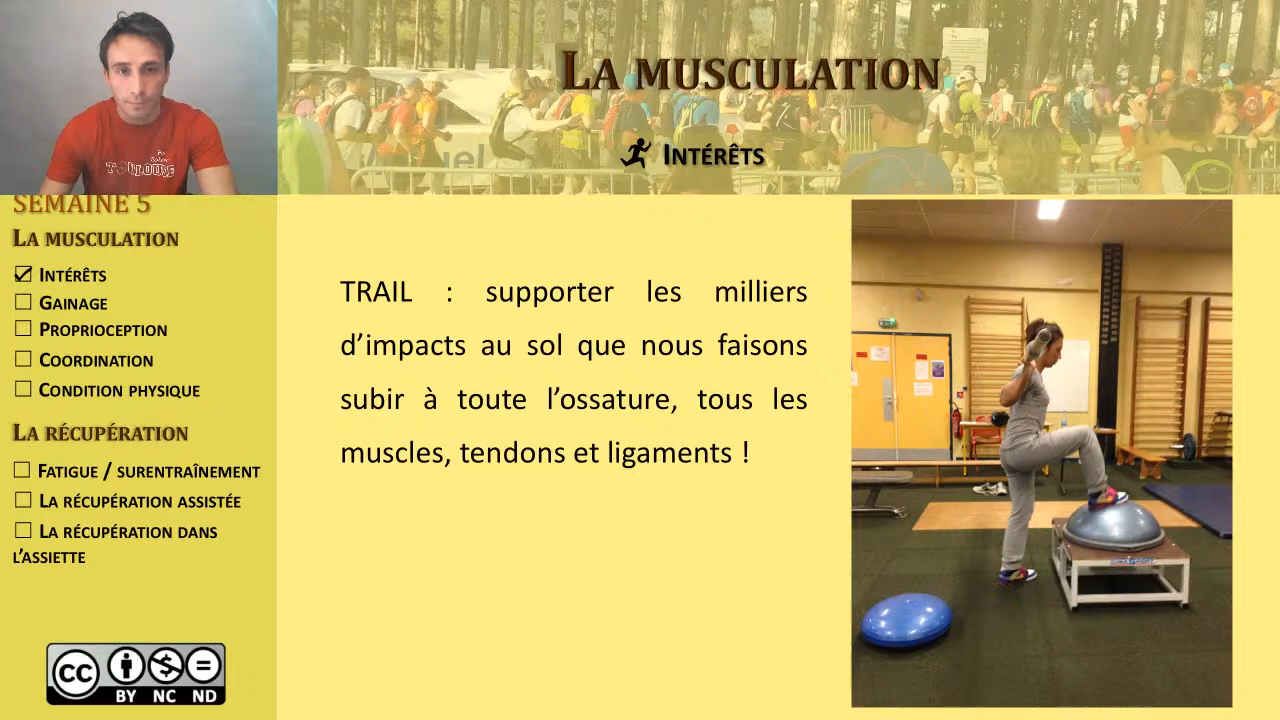 LA MUSCULATION
INTÉRÊTS
TOULOUSE
SEMAINE 5
LA MUSCULATION
INTÉRÊTS
GAINAGE
PROPRIOCEPTION
COORDINATION
CONDITION PHYSIQUE
LA RÉCUPÉRATION
FATIGUE / SURENTRAÎNEMENT
LA RÉCUPÉRATION ASSISTÉE
LA RÉCUPÉRATION DANS
L'ASSIETTE
TRAIL : supporter les milliers
d'impacts au sol que nous faisons
subir à toute l'ossature, tous les
muscles, tendons et ligaments !
CC
BY NC ND